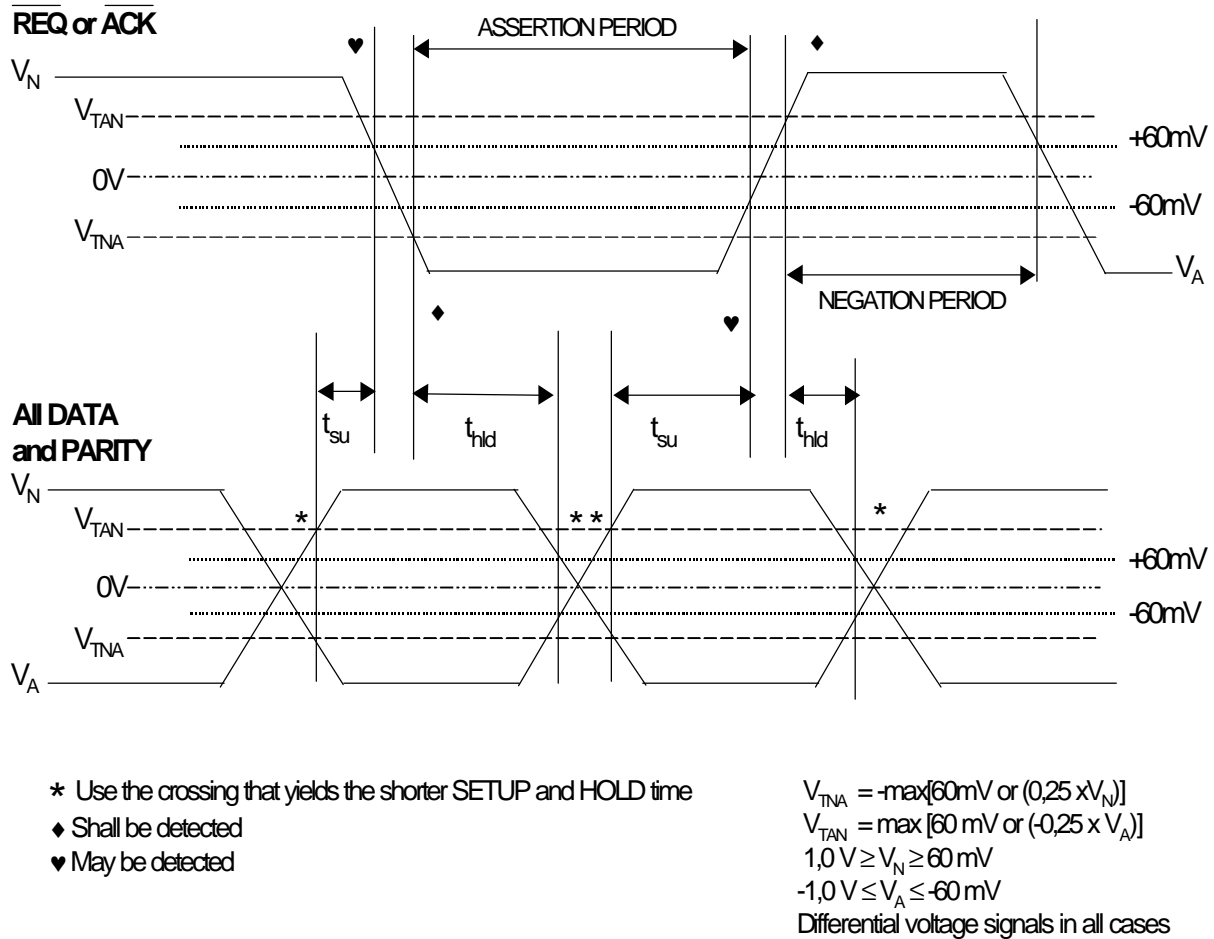 REQ or ACK
ASSERTION PERIOD
♥
♦
V_N
V_TAN
+60mV
0V
-60mV
V_TNA
V_A
NEGATION PERIOD
♦
♥
All DATA
and PARITY
t_su
t_hld
t_su
t_hld
V_N
V_TAN
*
* *
*
+60mV
0V
-60mV
V_TNA
V_A
* Use the crossing that yields the shorter SETUP and HOLD time
♦ Shall be detected
♥ May be detected
V_TNA = -max[60mV or (0,25 xV_N)]
V_TAN = max [60 mV or (-0,25 x V_A)]
1,0 V ≥ V_N ≥ 60 mV
-1,0 V ≤ V_A ≤ -60 mV
Differential voltage signals in all cases